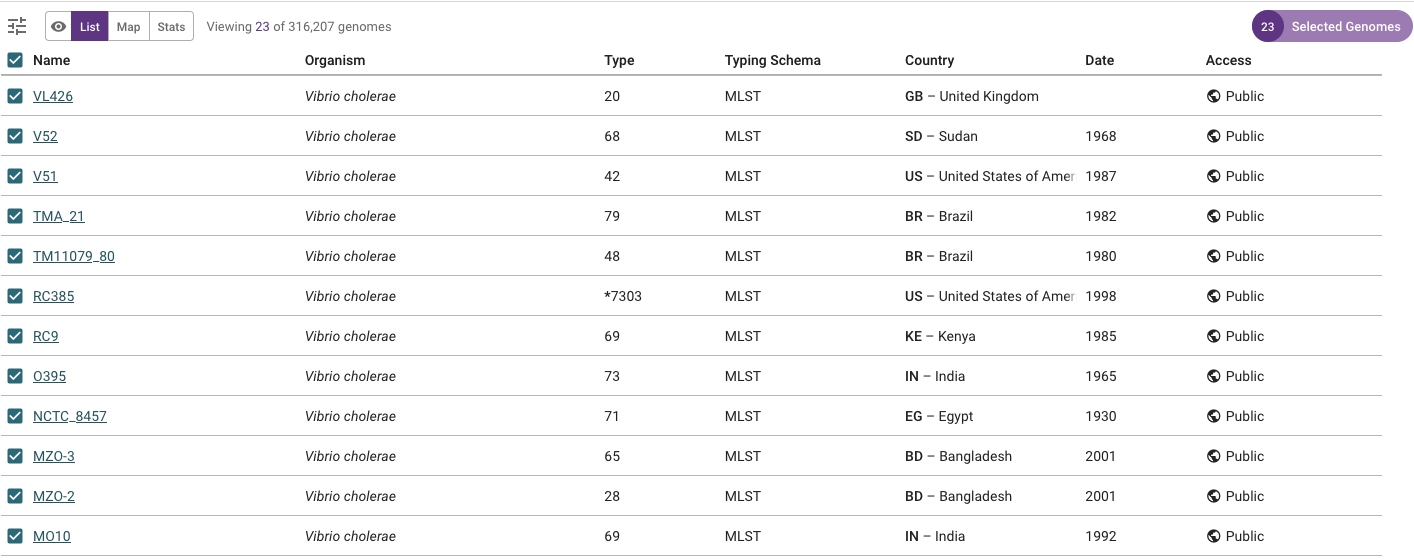 List Map Stats Viewing 23 of 316,207 genomes 23 Selected Genomes
Name Organism Type Typing Schema Country Date Access
VL426 Vibrio cholerae 20 MLST GB – United Kingdom Public
V52 Vibrio cholerae 68 MLST SD – Sudan 1968 Public
V51 Vibrio cholerae 42 MLST US – United States of Amer 1987 Public
TMA_21 Vibrio cholerae 79 MLST BR – Brazil 1982 Public
TM11079_80 Vibrio cholerae 48 MLST BR – Brazil 1980 Public
RC385 Vibrio cholerae *7303 MLST US – United States of Amer 1998 Public
RC9 Vibrio cholerae 69 MLST KE – Kenya 1985 Public
O395 Vibrio cholerae 73 MLST IN – India 1965 Public
NCTC_8457 Vibrio cholerae 71 MLST EG – Egypt 1930 Public
MZO-3 Vibrio cholerae 65 MLST BD – Bangladesh 2001 Public
MZO-2 Vibrio cholerae 28 MLST BD – Bangladesh 2001 Public
MO10 Vibrio cholerae 69 MLST IN – India 1992 Public